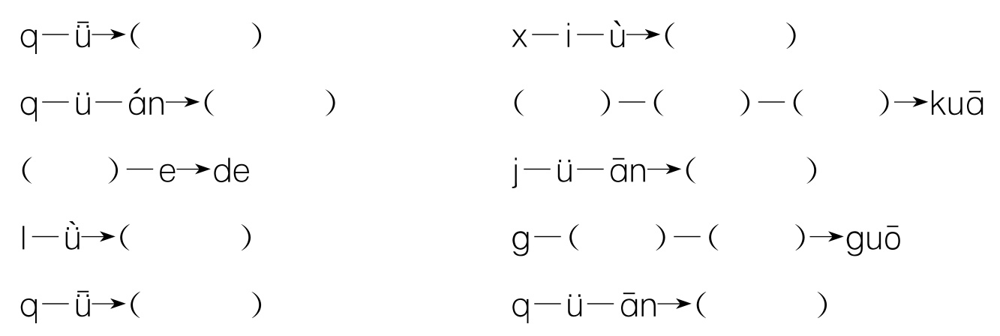 q—ǖ→(    )    x—i—ù→(    )
q—ü—án→(    )    (    )—(    )—(    )→kuā
(    )—e→de    j—ü—ān→(    )
l—ǜ→(    )    g—(    )—(    )→guō
q—ǖ→(    )    q—ü—ān→(    )